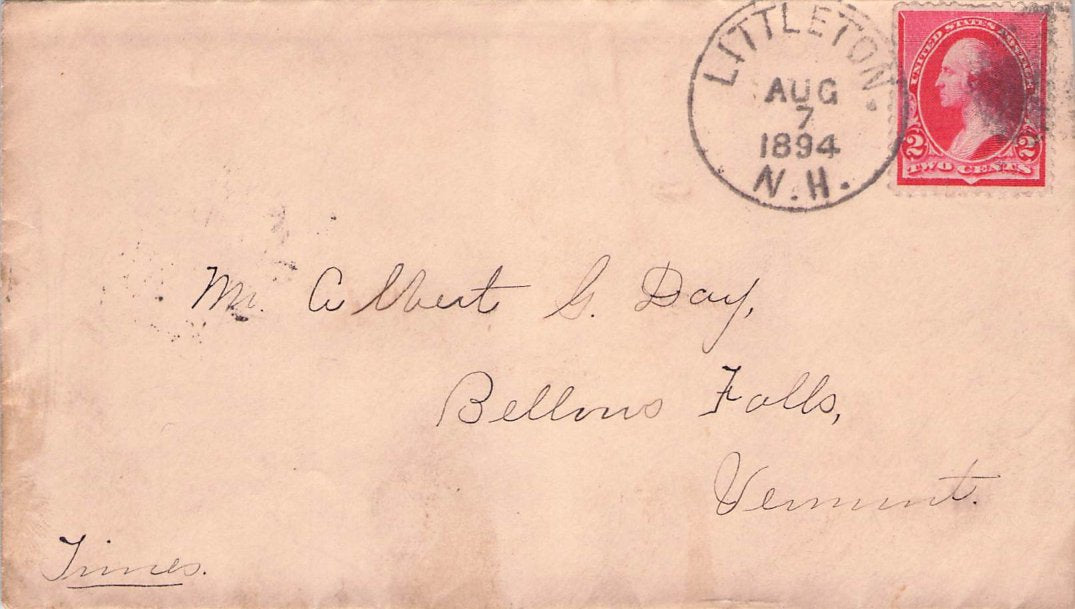 LITTLETON.
AUG
7
1894
N.H.
UNITED STATES POSTAGE
2 2
TWO CENTS
Mr. Albert G. Day,
Bellows Falls,
Vermont.
Times.